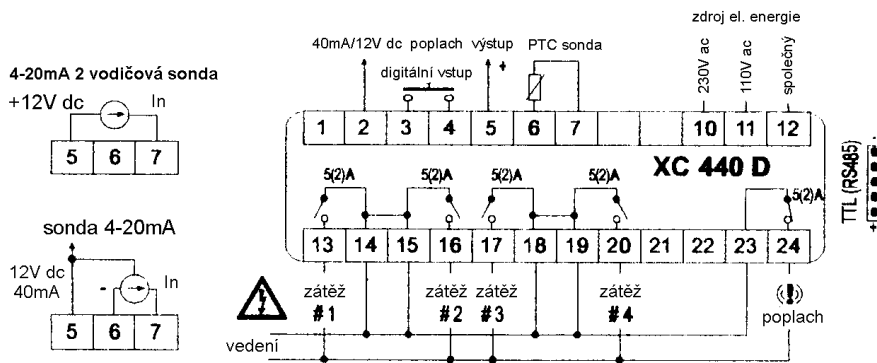 4-20mA 2 vodičová sonda
+12V dc
In
5 6 7
sonda 4-20mA
12V dc
40mA
-
In
5 6 7
zdroj el. energie
40mA/12V dc poplach výstup
PTC sonda
digitální vstup
+
230V ac
110V ac
společný
1 2 3 4 5 6 7 10 11 12
XC 440 D
5(2)A 5(2)A 5(2)A 5(2)A 5(2)A
13 14 15 16 17 18 19 20 21 22 23 24
TTL (RS485)
+
-
zátěž zátěž zátěž zátěž
#1 #2 #3 #4
poplach
vedení